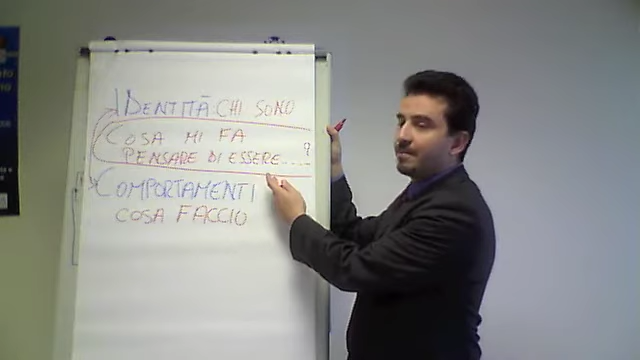 IDENTITÀ: CHI SONO
COSA MI FA
PENSARE DI ESSERE....?
COMPORTAMENTI
COSA FACCIO